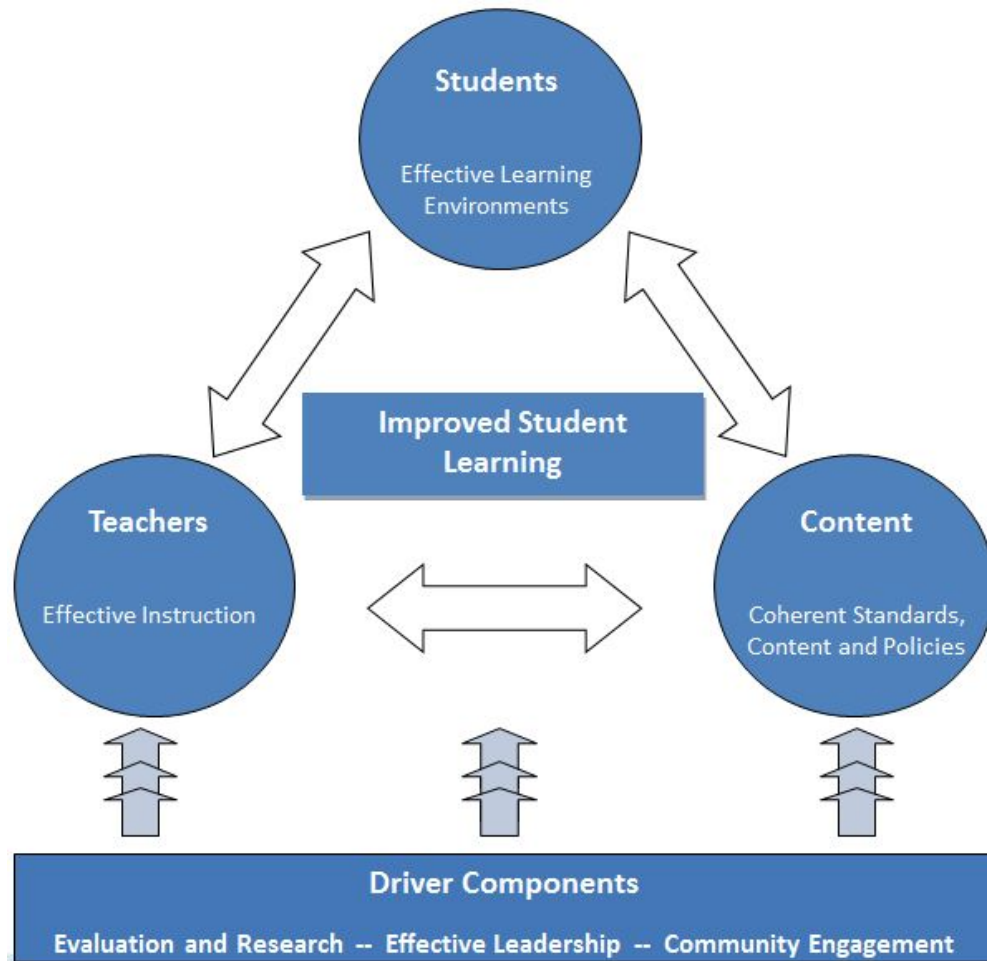 Students
Effective Learning
Environments
Improved Student
Learning
Teachers
Effective Instruction
Content
Coherent Standards,
Content and Policies
Driver Components
Evaluation and Research -- Effective Leadership -- Community Engagement